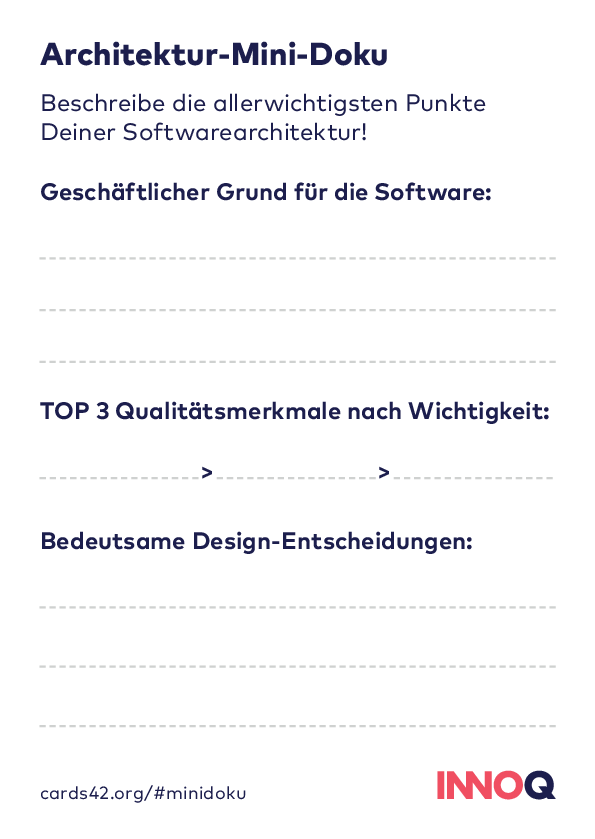 Architektur-Mini-Doku
Beschreibe die allerwichtigsten Punkte
Deiner Softwarearchitektur!
Geschäftlicher Grund für die Software:
TOP 3 Qualitätsmerkmale nach Wichtigkeit:
> >
Bedeutsame Design-Entscheidungen:
cards42.org/#minidoku
INNOQ